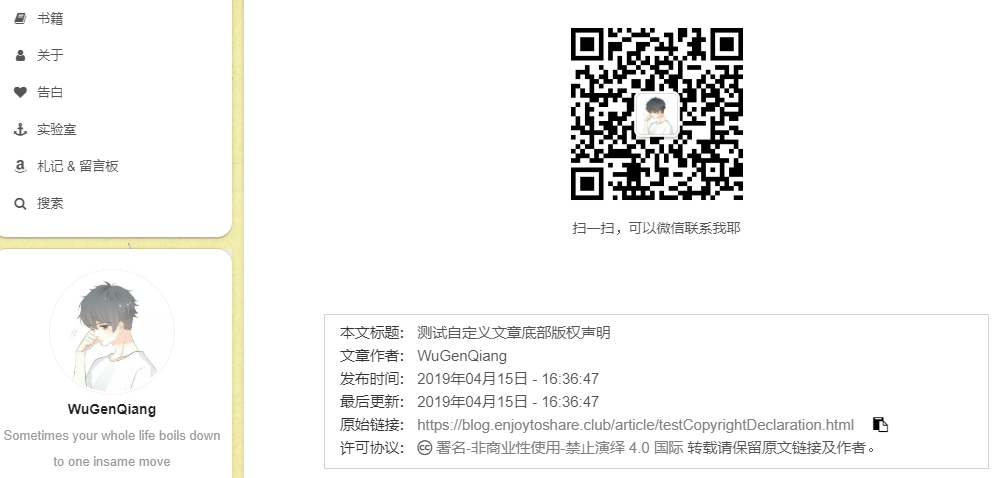 书籍
关于
告白
实验室
札记 & 留言板
搜索
WuGenQiang
Sometimes your whole life boils down
to one insame move
扫一扫，可以微信联系我耶
本文标题： 测试自定义文章底部版权声明
文章作者： WuGenQiang
发布时间： 2019年04月15日 - 16:36:47
最后更新： 2019年04月15日 - 16:36:47
原始链接： https://blog.enjoytoshare.club/article/testCopyrightDeclaration.html
许可协议： 署名-非商业性使用-禁止演绎 4.0 国际 转载请保留原文链接及作者。